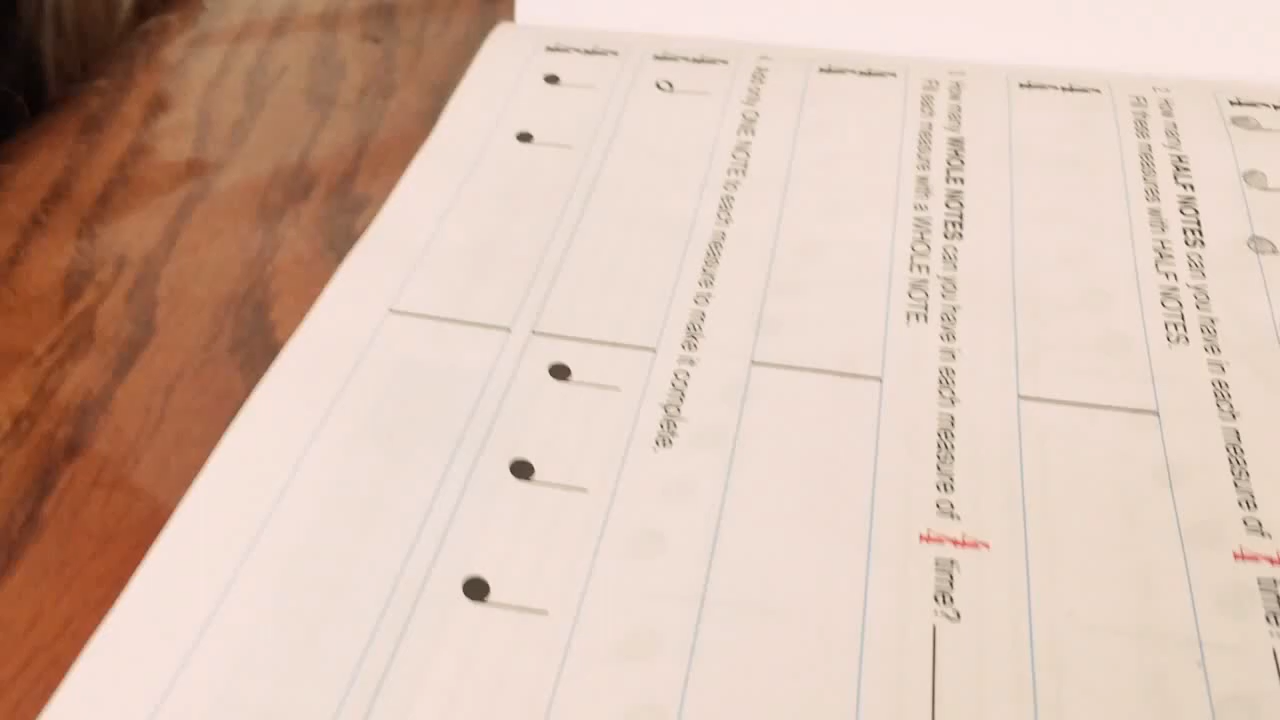 2. How many HALF NOTES can you have in each measure of 4/4 time?
Fill these measures with HALF NOTES.
How many WHOLE NOTES can you have in each measure of 4/4 time?
Fill each measure with a WHOLE NOTE.
Add only ONE NOTE to each measure to make it complete.